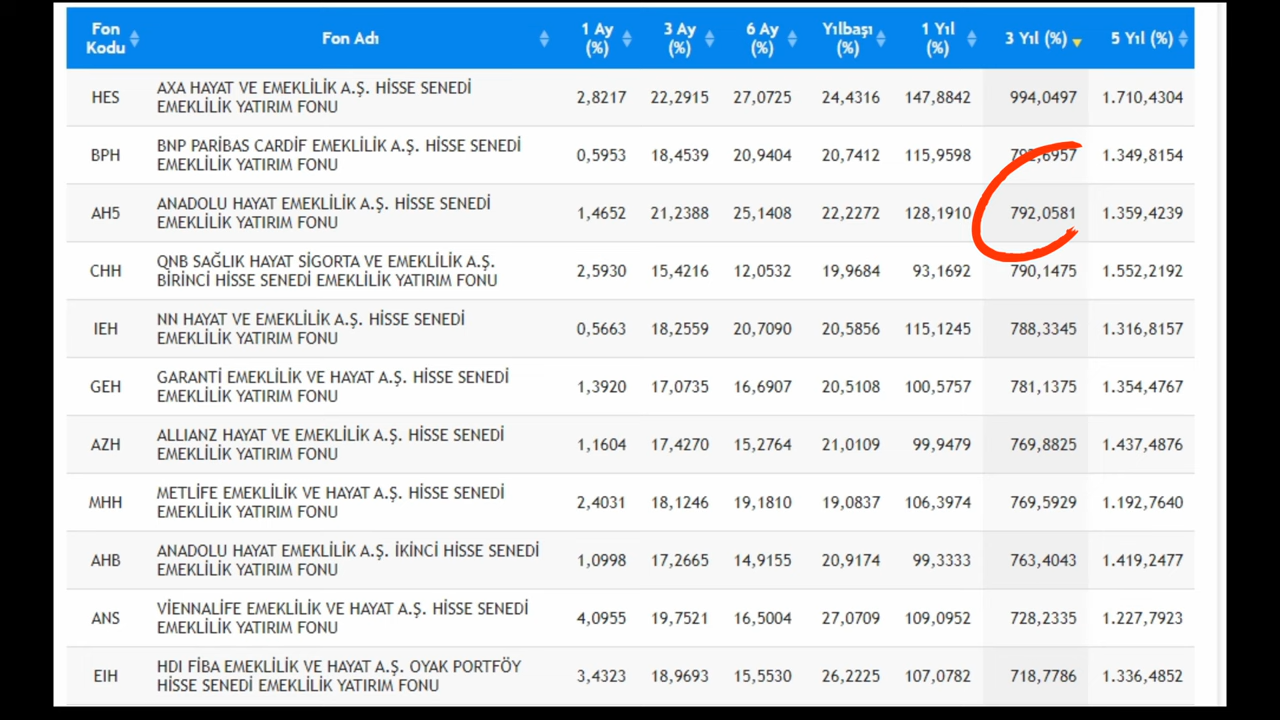 Fon Kodu Fon Adı 1 Ay (%) 3 Ay (%) 6 Ay (%) Yılbaşı (%) 1 Yıl (%) 3 Yıl (%) 5 Yıl (%)
HES AXA HAYAT VE EMEKLİLİK A.Ş. HİSSE SENEDİ EMEKLİLİK YATIRIM FONU 2,8217 22,2915 27,0725 24,4316 147,8842 994,0497 1.710,4304
BPH BNP PARİBAS CARDİF EMEKLİLİK A.Ş. HİSSE SENEDİ EMEKLİLİK YATIRIM FONU 0,5953 18,4539 20,9404 20,7412 115,9598 792,6957 1.349,8154
AH5 ANADOLU HAYAT EMEKLİLİK A.Ş. HİSSE SENEDİ EMEKLİLİK YATIRIM FONU 1,4652 21,2388 25,1408 22,2272 128,1910 792,0581 1.359,4239
CHH QNB SAĞLIK HAYAT SİGORTA VE EMEKLİLİK A.Ş. BİRİNCİ HİSSE SENEDİ EMEKLİLİK YATIRIM FONU 2,5930 15,4216 12,0532 19,9684 93,1692 790,1475 1.552,2192
IEH NN HAYAT VE EMEKLİLİK A.Ş. HİSSE SENEDİ EMEKLİLİK YATIRIM FONU 0,5663 18,2559 20,7090 20,5856 115,1245 788,3345 1.316,8157
GEH GARANTİ EMEKLİLİK VE HAYAT A.Ş. HİSSE SENEDİ EMEKLİLİK YATIRIM FONU 1,3920 17,0735 16,6907 20,5108 100,5757 781,1375 1.354,4767
AZH ALLIANZ HAYAT VE EMEKLİLİK A.Ş. HİSSE SENEDİ EMEKLİLİK YATIRIM FONU 1,1604 17,4270 15,2764 21,0109 99,9479 769,8825 1.437,4876
MHH METLİFE EMEKLİLİK VE HAYAT A.Ş. HİSSE SENEDİ EMEKLİLİK YATIRIM FONU 2,4031 18,1246 19,1810 19,0837 106,3974 769,5929 1.192,7640
AHB ANADOLU HAYAT EMEKLİLİK A.Ş. İKİNCİ HİSSE SENEDİ EMEKLİLİK YATIRIM FONU 1,0998 17,2665 14,9155 20,9174 99,3333 763,4043 1.419,2477
ANS VİENNALİFE EMEKLİLİK VE HAYAT A.Ş. HİSSE SENEDİ EMEKLİLİK YATIRIM FONU 4,0955 19,7521 16,5004 27,0709 109,0952 728,2335 1.227,7923
EIH HDI FİBA EMEKLİLİK VE HAYAT A.Ş. OYAK PORTFÖY HİSSE SENEDİ EMEKLİLİK YATIRIM FONU 3,4323 18,9693 15,5530 26,2225 107,0782 718,7786 1.336,4852